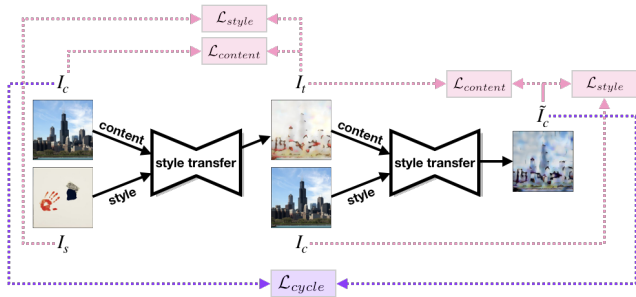 L_style
L_content
I_c
I_t
L_content
L_style
Ĩ_c
content
style transfer
style
content
style transfer
style
I_s
I_c
L_cycle